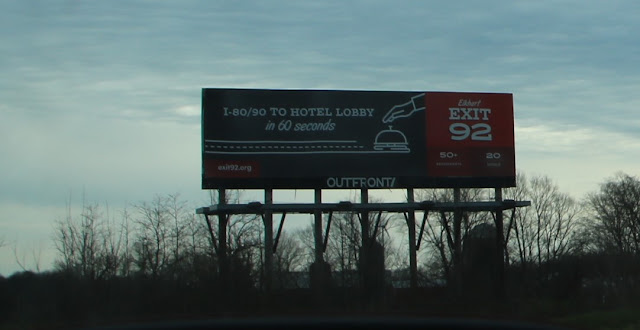 I-80/90 TO HOTEL LOBBY
in 60 seconds
exit92.org
Elkhart
EXIT
92
50+
20
OUTFRONT/